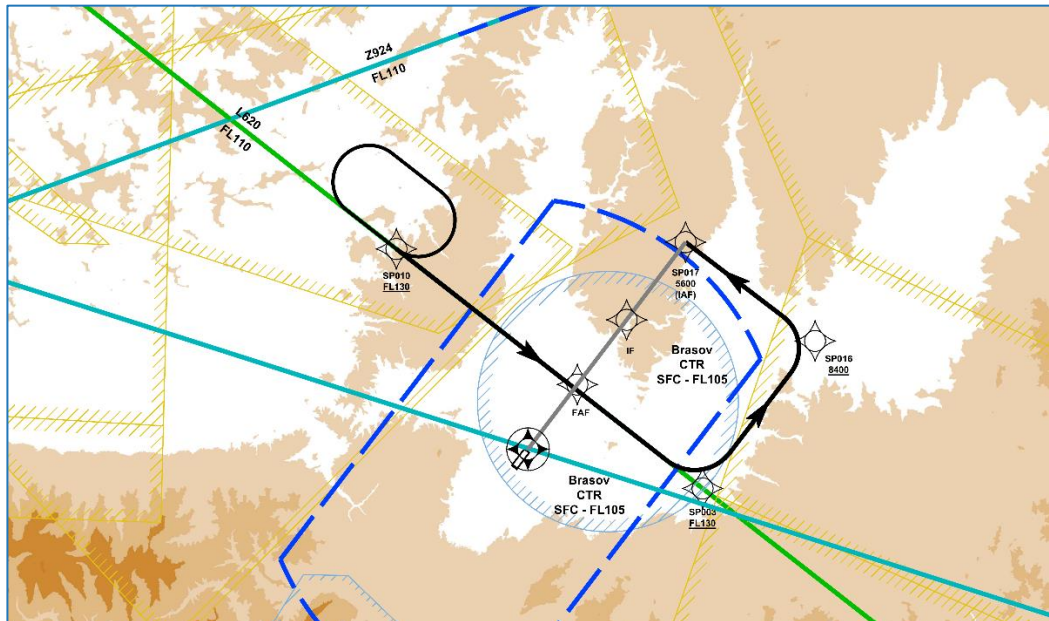 Z924
FL110
L620
FL110
SP010
FL130
SP017
5600
(IAF)
IF
Brasov
CTR
SFC - FL105
SP016
8400
FAF
Brasov
CTR
SFC - FL105
SP003
FL130